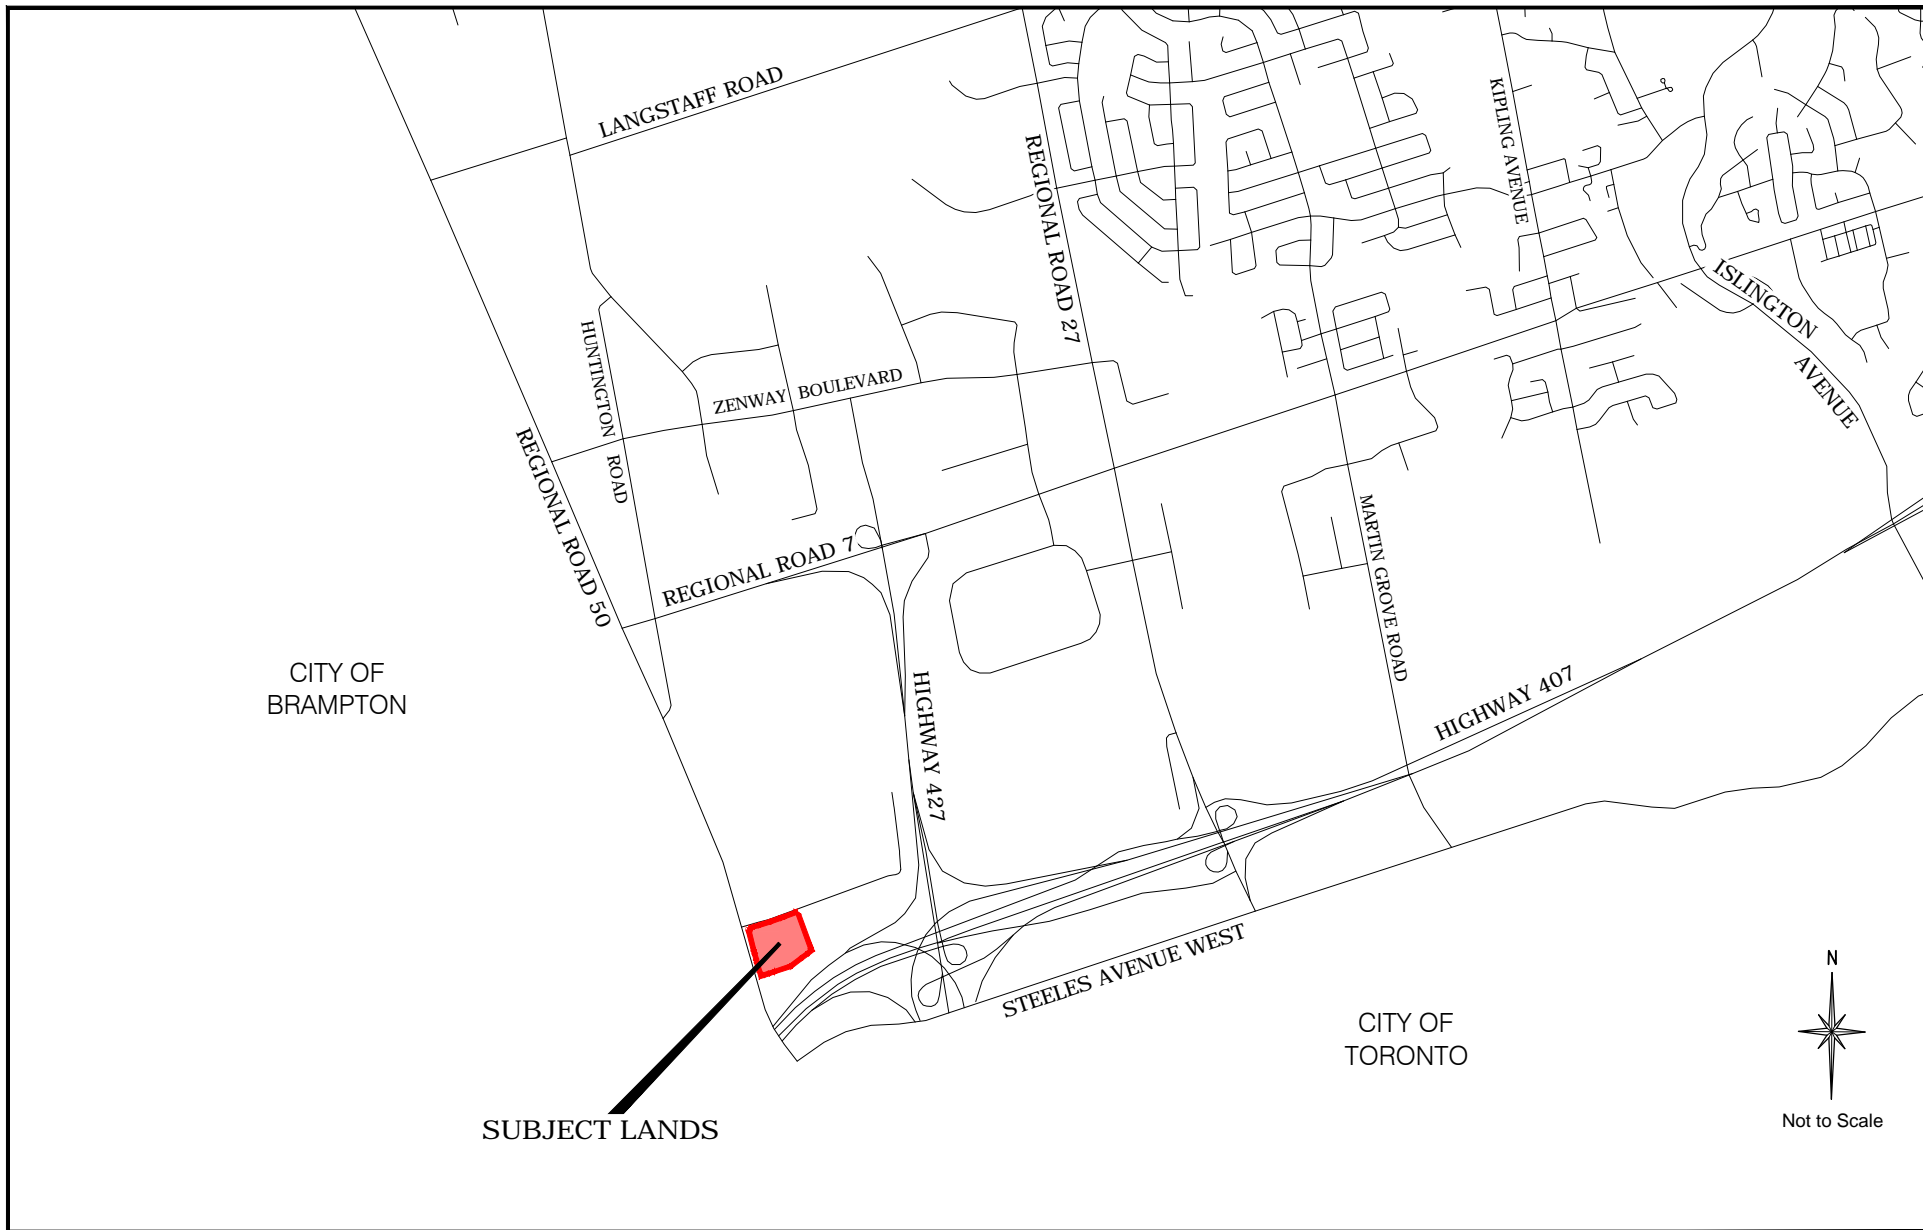 LANGSTAFF ROAD
KIPLING AVENUE
REGIONAL ROAD 27
ISLINGTON
AVENUE
HUNTINGTON
ROAD
ZENWAY BOULEVARD
REGIONAL ROAD 50
REGIONAL ROAD 7
MARTIN GROVE ROAD
CITY OF
BRAMPTON
HIGHWAY 427
HIGHWAY 407
STEELES AVENUE WEST
CITY OF
TORONTO
N
Not to Scale
SUBJECT LANDS